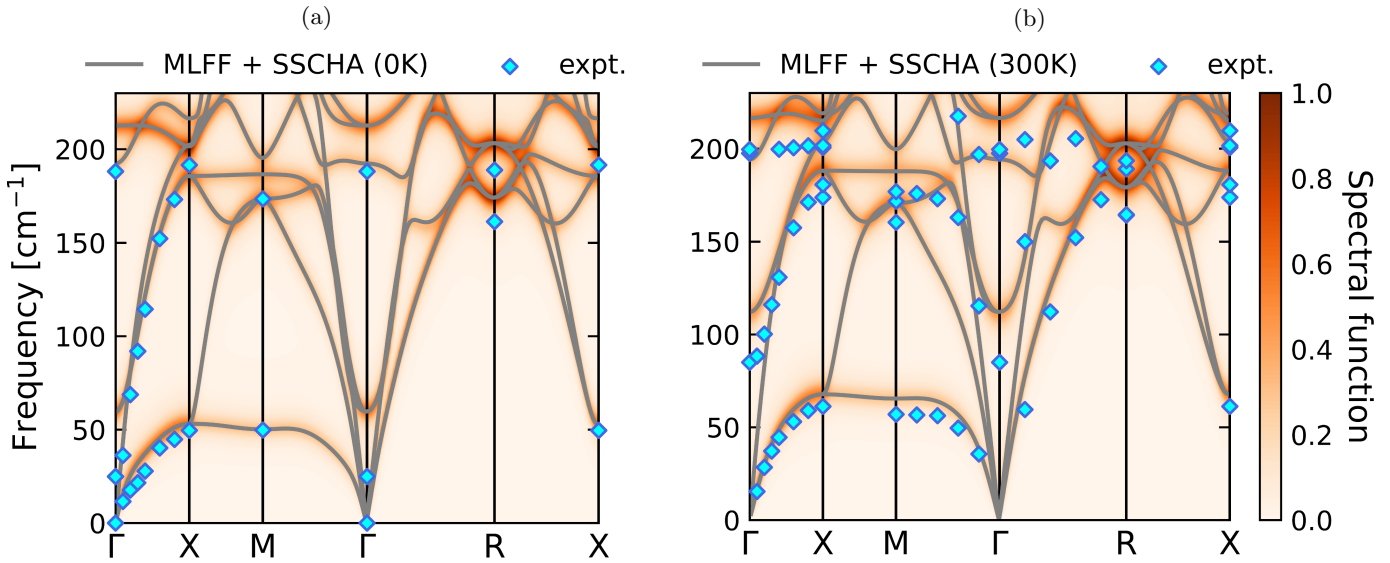 (a)
(b)
MLFF + SSCHA (0K)
expt.
MLFF + SSCHA (300K)
expt.
Frequency [cm⁻¹]
200
150
100
50
0
Γ X M Γ R X
200
150
100
50
0
Γ X M Γ R X
1.0
0.8
0.6
0.4
0.2
0.0
Spectral function